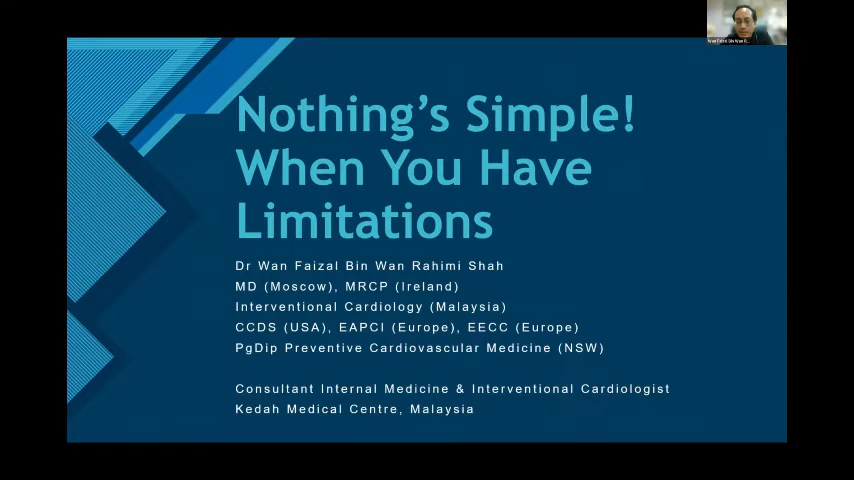 Nothing's Simple!
When You Have
Limitations
Dr Wan Faizal Bin Wan Rahimi Shah
MD (Moscow), MRCP (Ireland)
Interventional Cardiology (Malaysia)
CCDS (USA), EAPCI (Europe), EECC (Europe)
PgDip Preventive Cardiovascular Medicine (NSW)
Consultant Internal Medicine & Interventional Cardiologist
Kedah Medical Centre, Malaysia